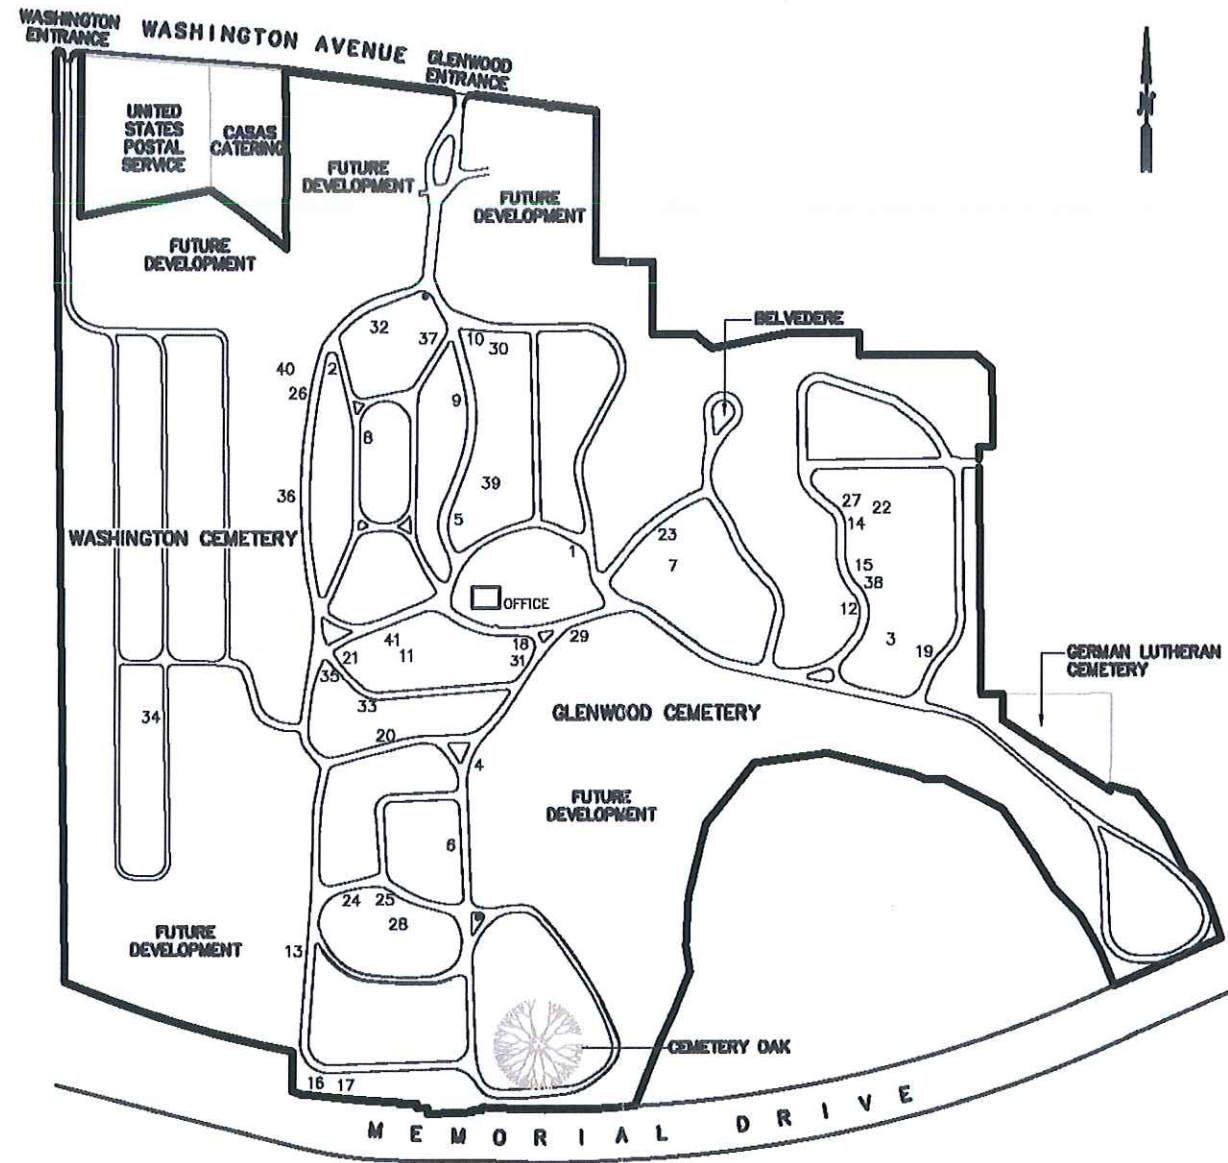 WASHINGTON
ENTRANCE
WASHINGTON AVENUE
GLENWOOD
ENTRANCE
N
UNITED
STATES
POSTAL
SERVICE
CASAS
CATERING
FUTURE
DEVELOPMENT
FUTURE
DEVELOPMENT
FUTURE
DEVELOPMENT
BELVEDERE
32
37
10
30
40
2
26
9
8
36
39
5
27
22
14
23
WASHINGTON CEMETERY
1
7
15
38
OFFICE
12
41
18
29
3
21
11
31
19
35
GERMAN LUTHERAN
CEMETERY
33
34
GLENWOOD CEMETERY
20
4
FUTURE
DEVELOPMENT
6
24
25
28
FUTURE
DEVELOPMENT
13
CEMETERY OAK
16
17
MEMORIAL DRIVE